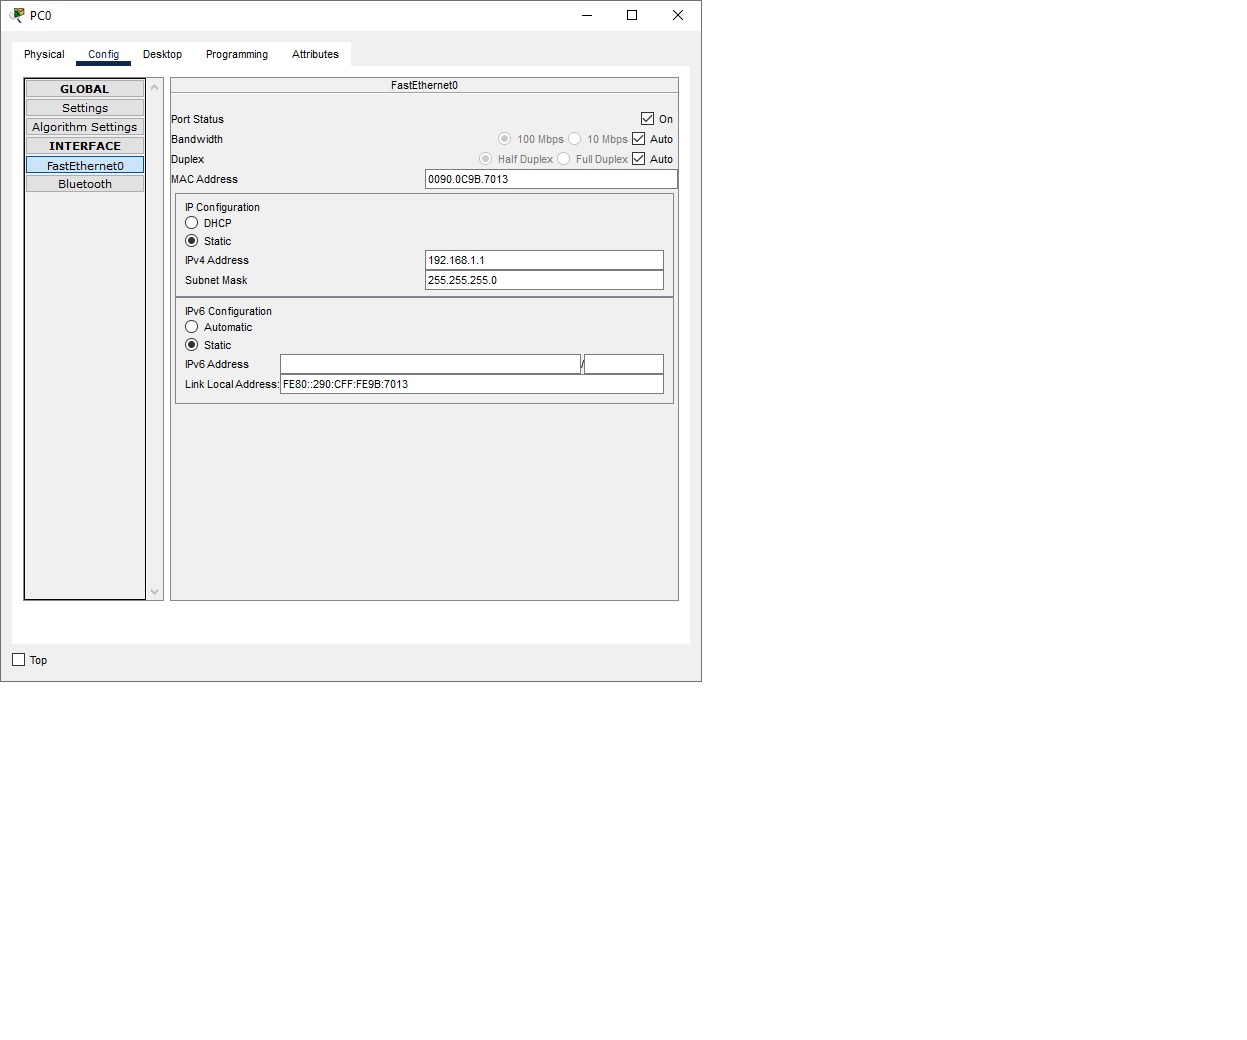 PC0
Physical Config Desktop Programming Attributes
GLOBAL
Settings
Algorithm Settings
INTERFACE
FastEthernet0
Bluetooth
FastEthernet0
Port Status On
Bandwidth 100 Mbps 10 Mbps Auto
Duplex Half Duplex Full Duplex Auto
MAC Address 0090.0C9B.7013
IP Configuration
DHCP
Static
IPv4 Address 192.168.1.1
Subnet Mask 255.255.255.0
IPv6 Configuration
Automatic
Static
IPv6 Address /
Link Local Address: FE80::290:CFF:FE9B:7013
Top